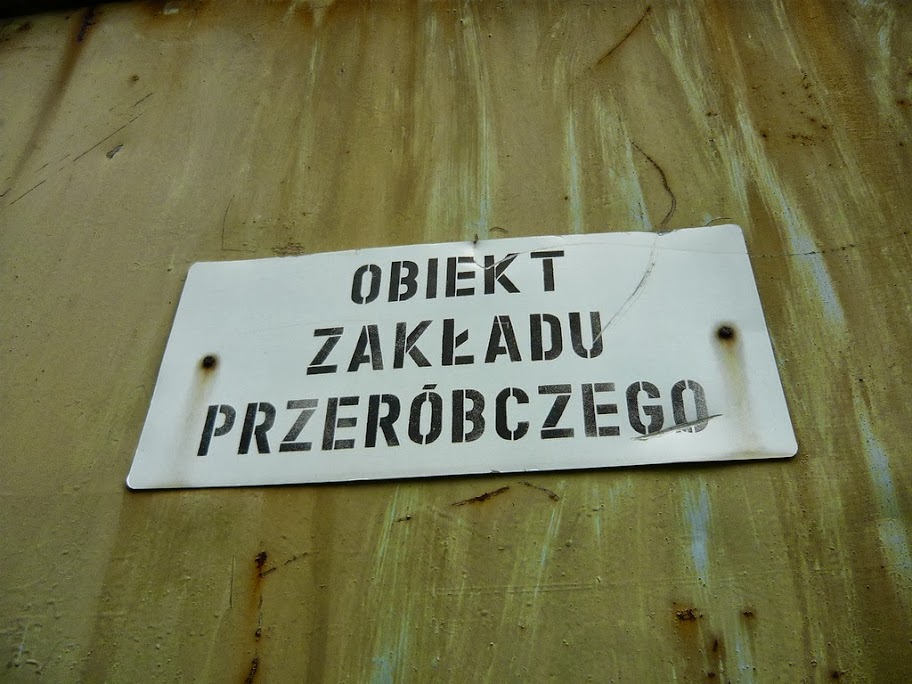 OBIEKT
ZAKŁADU
PRZERÓBCZEGO